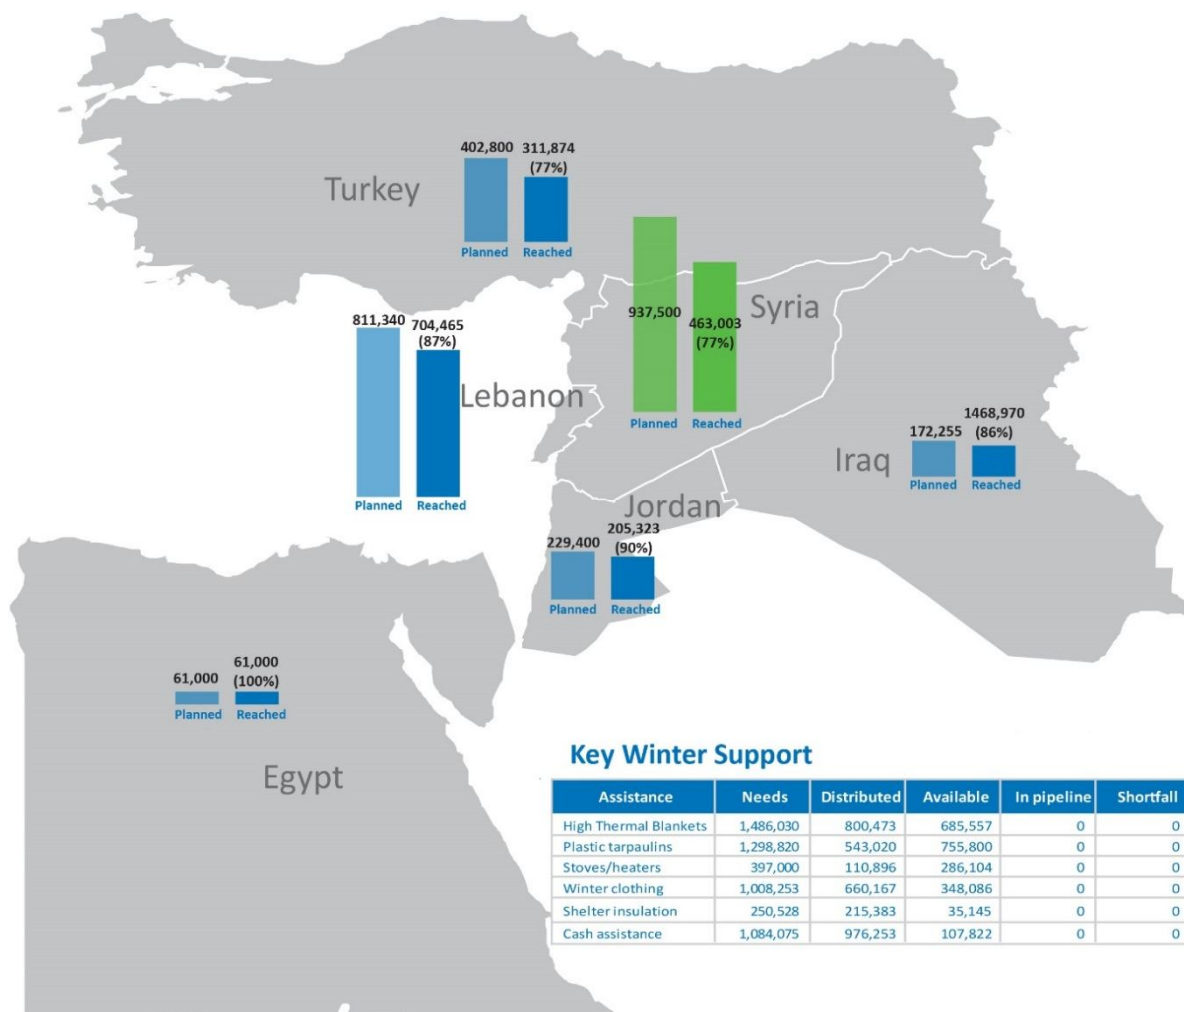 402,800 311,874
(77%)
Turkey
Planned Reached
Syria
937,500
463,003
(77%)
Planned Reached
811,340 704,465
(87%)
Lebanon
Planned Reached
1468,970
172,255 (86%)
Iraq
Planned Reached
Jordan
205,323
229,400 (90%)
Planned Reached
61,000
61,000 (100%)
Planned Reached
Egypt
Key Winter Support
Assistance Needs Distributed Available In pipeline Shortfall
High Thermal Blankets 1,486,030 800,473 685,557 0 0
Plastic tarpaulins 1,298,820 543,020 755,800 0 0
Stoves/heaters 397,000 110,896 286,104 0 0
Winter clothing 1,008,253 660,167 348,086 0 0
Shelter insulation 250,528 215,383 35,145 0 0
Cash assistance 1,084,075 976,253 107,822 0 0